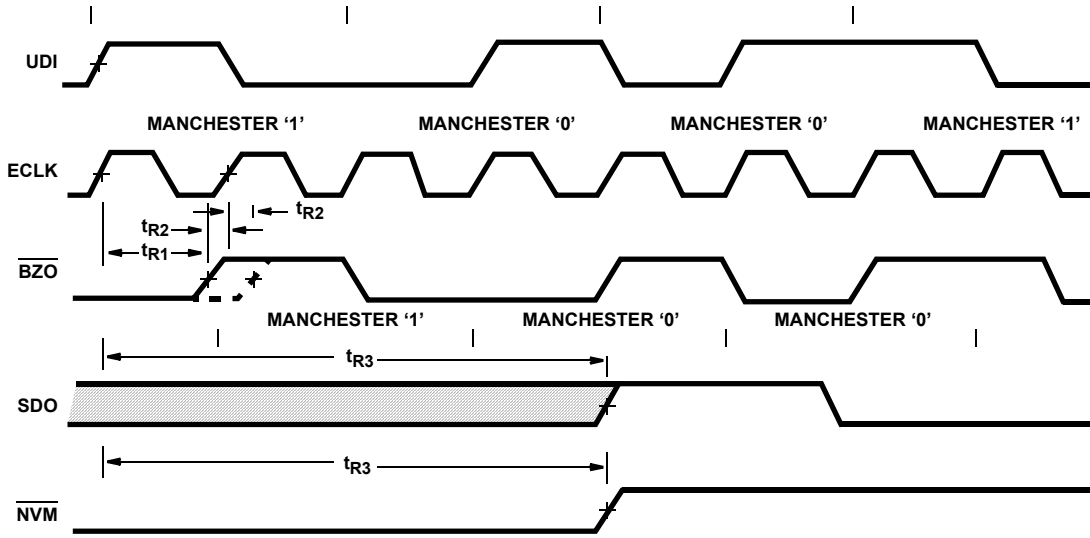 UDI
MANCHESTER ‘1’ MANCHESTER ‘0’ MANCHESTER ‘0’ MANCHESTER ‘1’
ECLK
tR2
tR2
tR1
BZO
MANCHESTER ‘1’ MANCHESTER ‘0’ MANCHESTER ‘0’
tR3
SDO
tR3
NVM